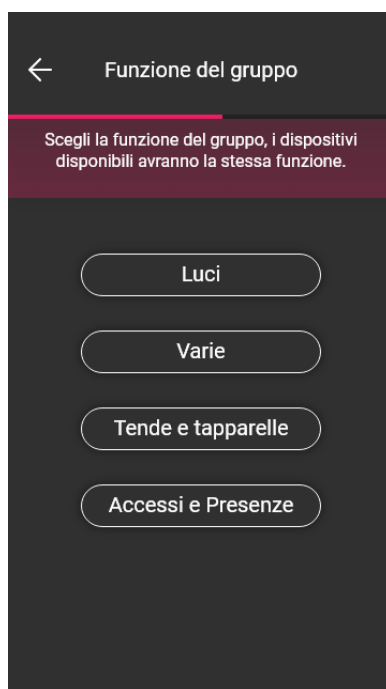 Funzione del gruppo
Scegli la funzione del gruppo, i dispositivi
disponibili avranno la stessa funzione.
Luci
Varie
Tende e tapparelle
Accessi e Presenze